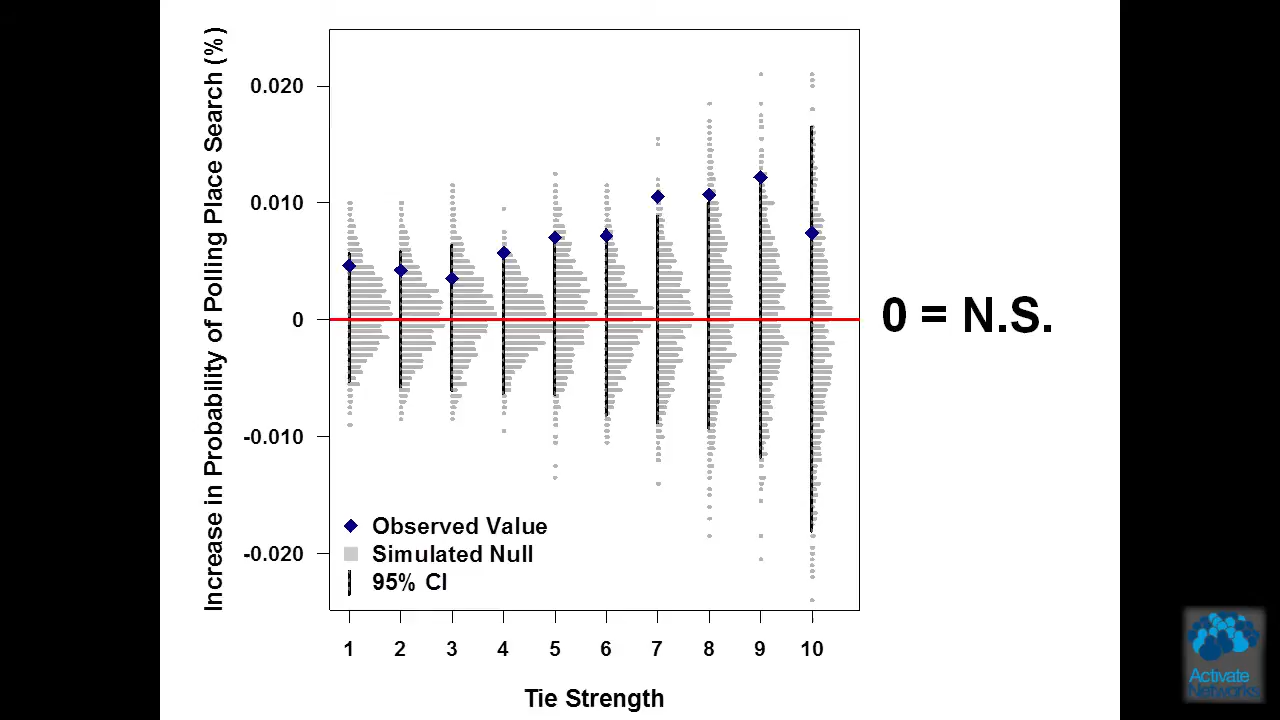 Increase in Probability of Polling Place Search (%)
0.020
0.010
0
-0.010
-0.020
0 = N.S.
Observed Value
Simulated Null
95% CI
1 2 3 4 5 6 7 8 9 10
Tie Strength
Activate
Networks